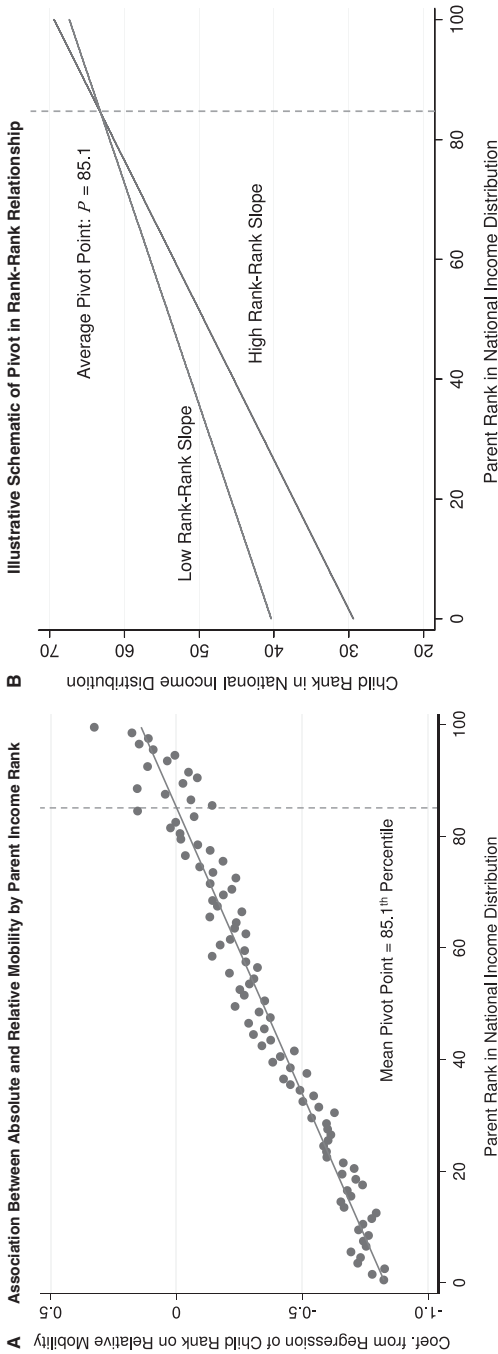 A Association Between Absolute and Relative Mobility by Parent Income Rank
Coef. from Regression of Child Rank on Relative Mobility
0.5
0
-0.5
-1.0
Mean Pivot Point = 85.1th Percentile
0 20 40 60 80 100
Parent Rank in National Income Distribution
B Illustrative Schematic of Pivot in Rank-Rank Relationship
Child Rank in National Income Distribution
70
60
50
40
30
20
Average Pivot Point: P = 85.1
Low Rank-Rank Slope
High Rank-Rank Slope
0 20 40 60 80 100
Parent Rank in National Income Distribution